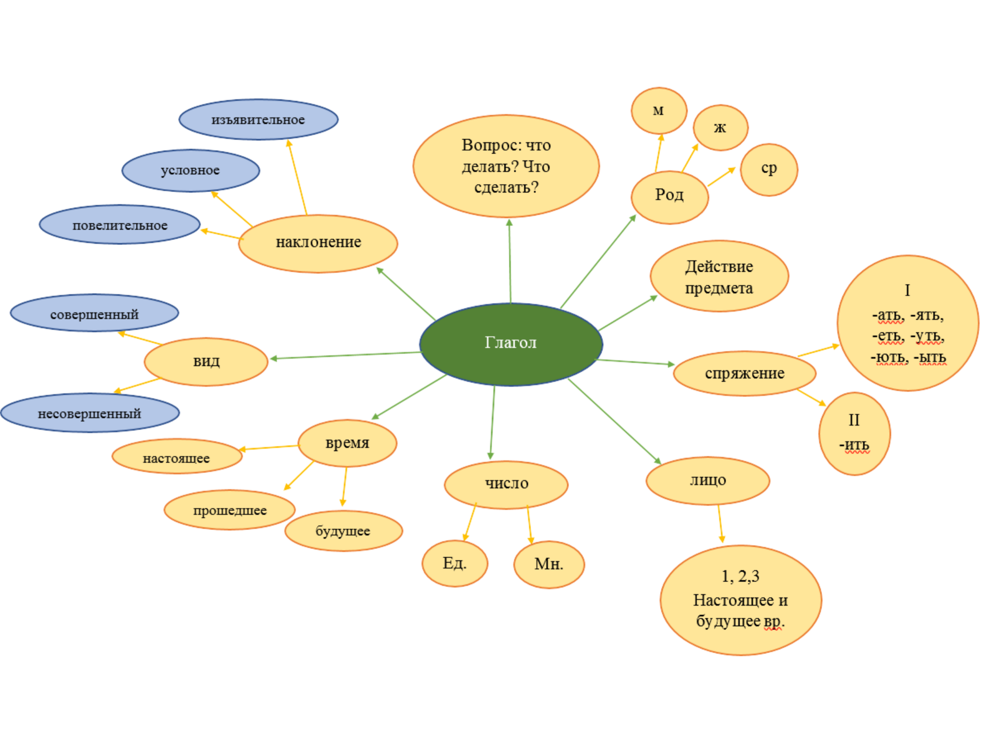 м
ж
ср
изъявительное
Вопрос: что
делать? Что
сделать?
условное
Род
повелительное
наклонение
Действие
предмета
I
-ать, -ять,
-еть, -уть,
-ють, -ыть
совершенный
Глагол
вид
спряжение
несовершенный
II
-ить
время
настоящее
число
лицо
прошедшее
будущее
Ед.
Мн.
1, 2,3
Настоящее и
будущее вр.